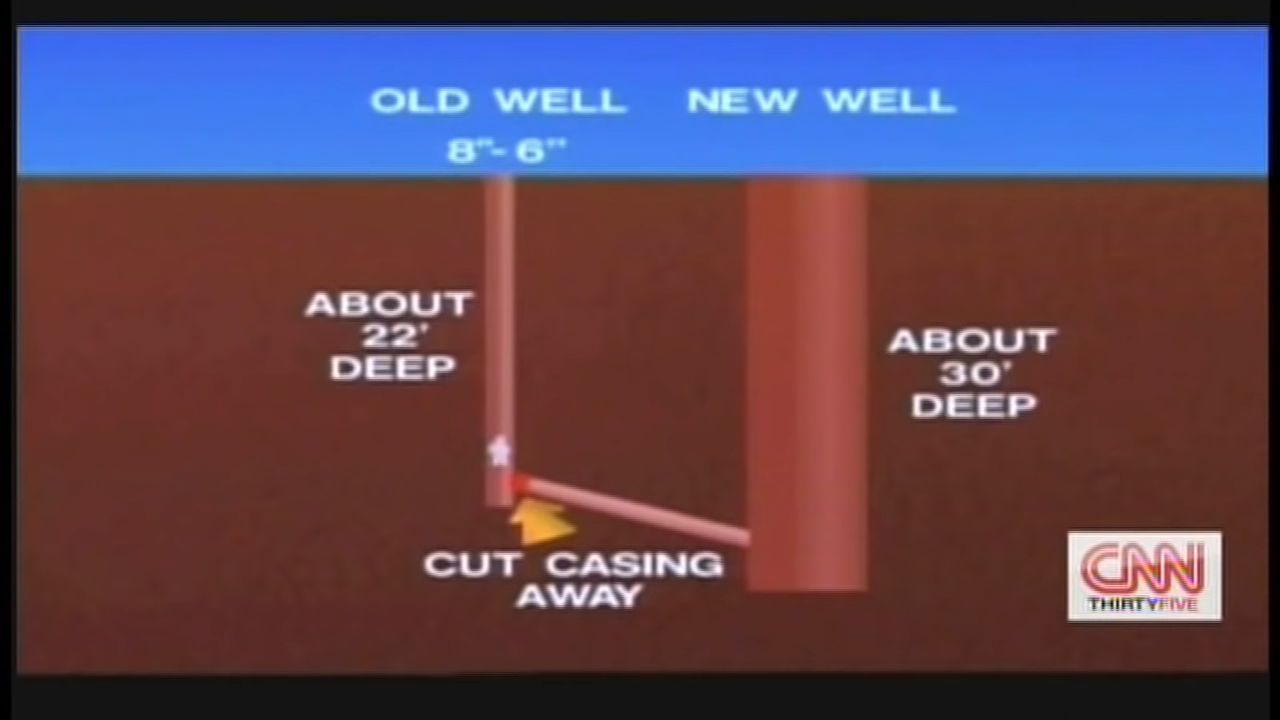 OLD WELL NEW WELL
8"- 6"
ABOUT
22'
DEEP
ABOUT
30'
DEEP
CUT CASING
AWAY
CNN
THIRTYFIVE